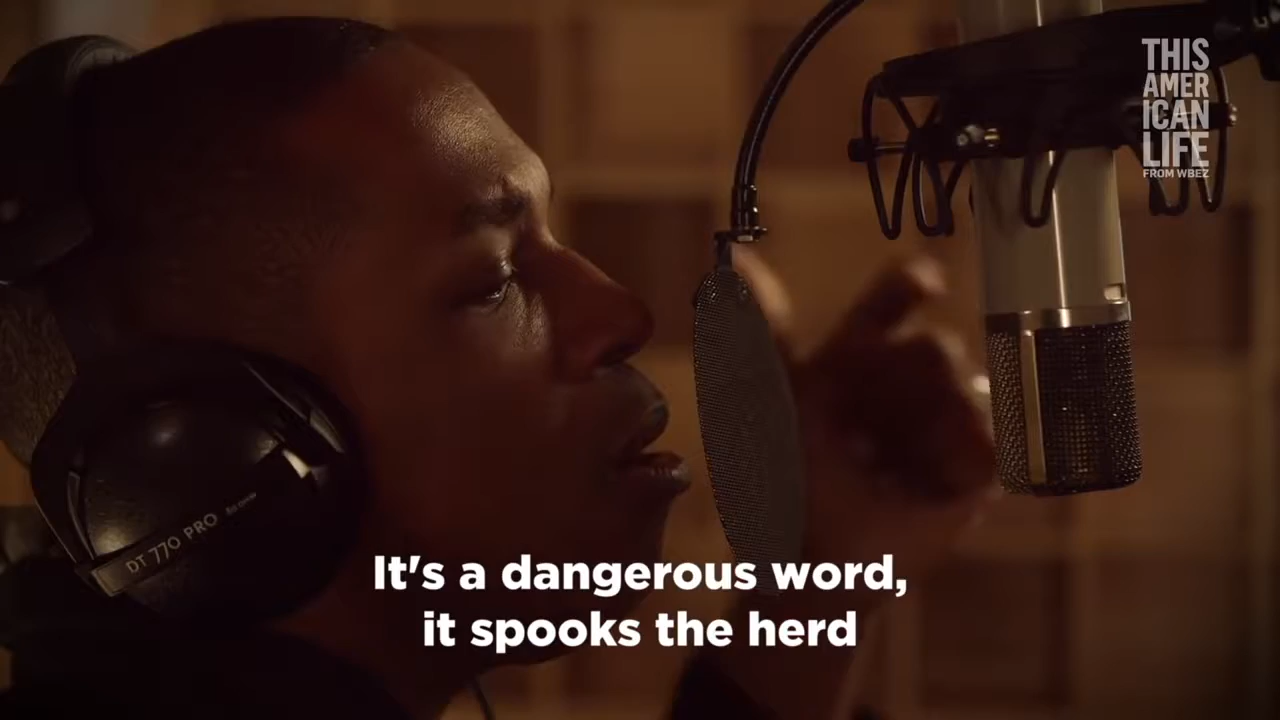 THIS
AMER
ICAN
LIFE
FROM WBEZ
DT 770 PRO
It's a dangerous word,
it spooks the herd